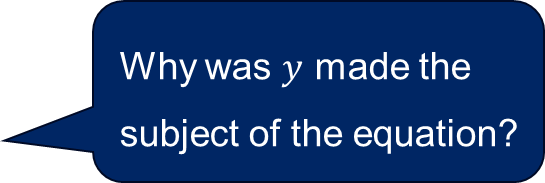 Why was 𝑦 made the
subject of the equation?